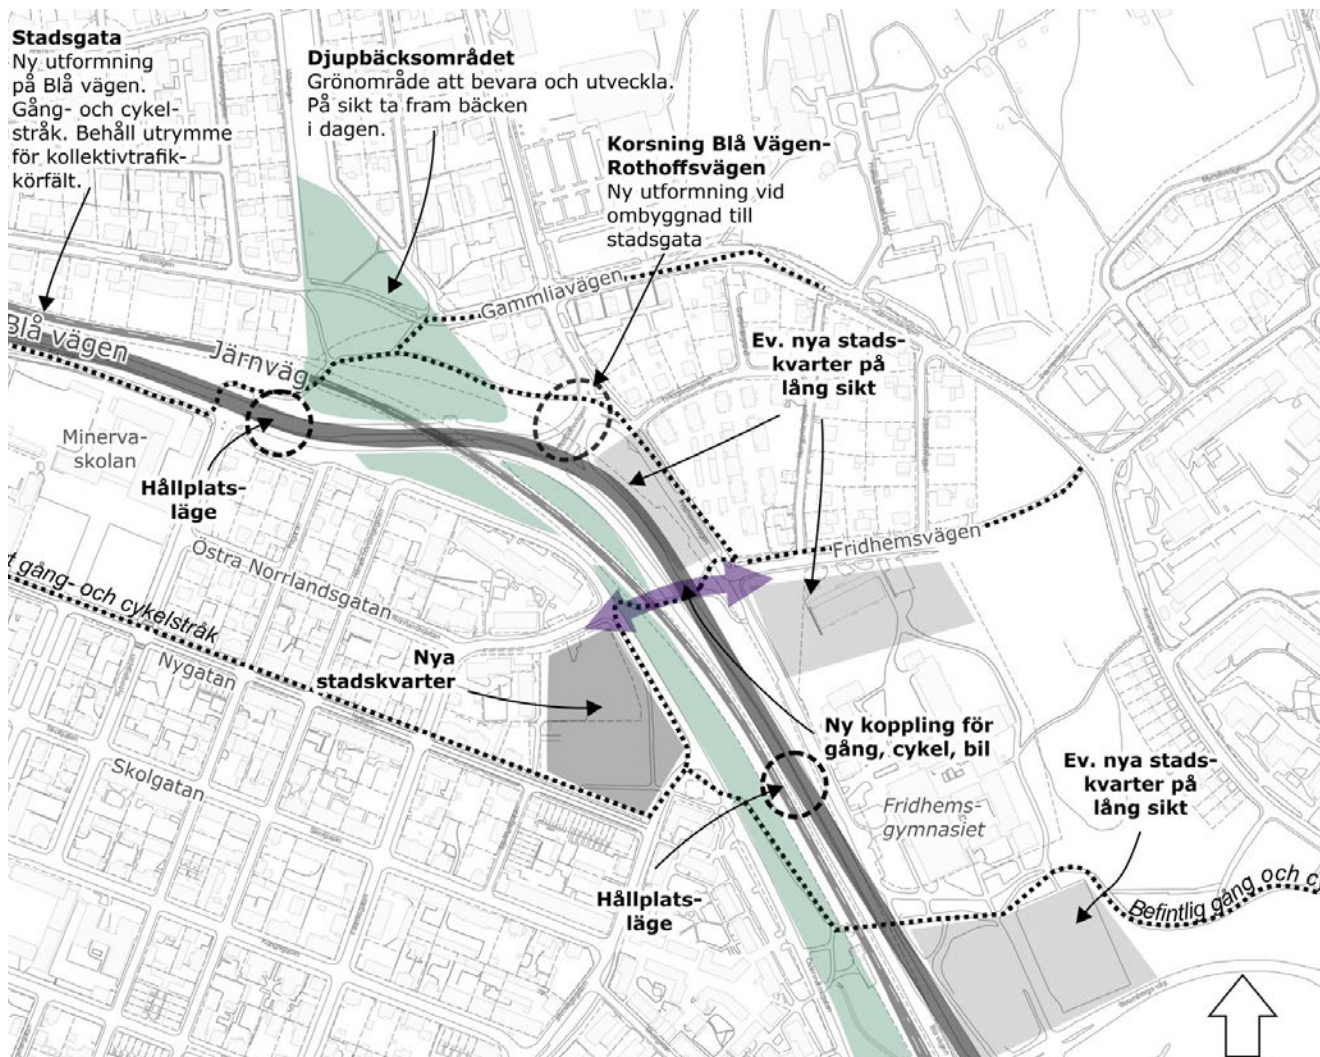 Stadsgata
Ny utformning
på Blå vägen.
Gång- och cykel-
stråk. Behåll utrymme
för kollektivtrafik-
körfält.
Djupbäcksområdet
Grönområde att bevara och utveckla.
På sikt ta fram bäcken
i dagen.
Korsning Blå Vägen-
Rothoffsvägen
Ny utformning vid
ombyggnad till
stadsgata
Gammliavägen
Blå vägen
Järnväg
Ev. nya stads-
kvarter på
lång sikt
Minerva-
skolan
Hållplats-
läge
Östra Norrlandsgatan
Fridhemsvägen
t gång- och cykelstråk
Nygatan
Nya
stadskvarter
Skolgatan
Ny koppling för
gång, cykel, bil
Ev. nya stads-
kvarter på
lång sikt
Fridhems-
gymnasiet
Hållplats-
läge
Befintlig gång och cy